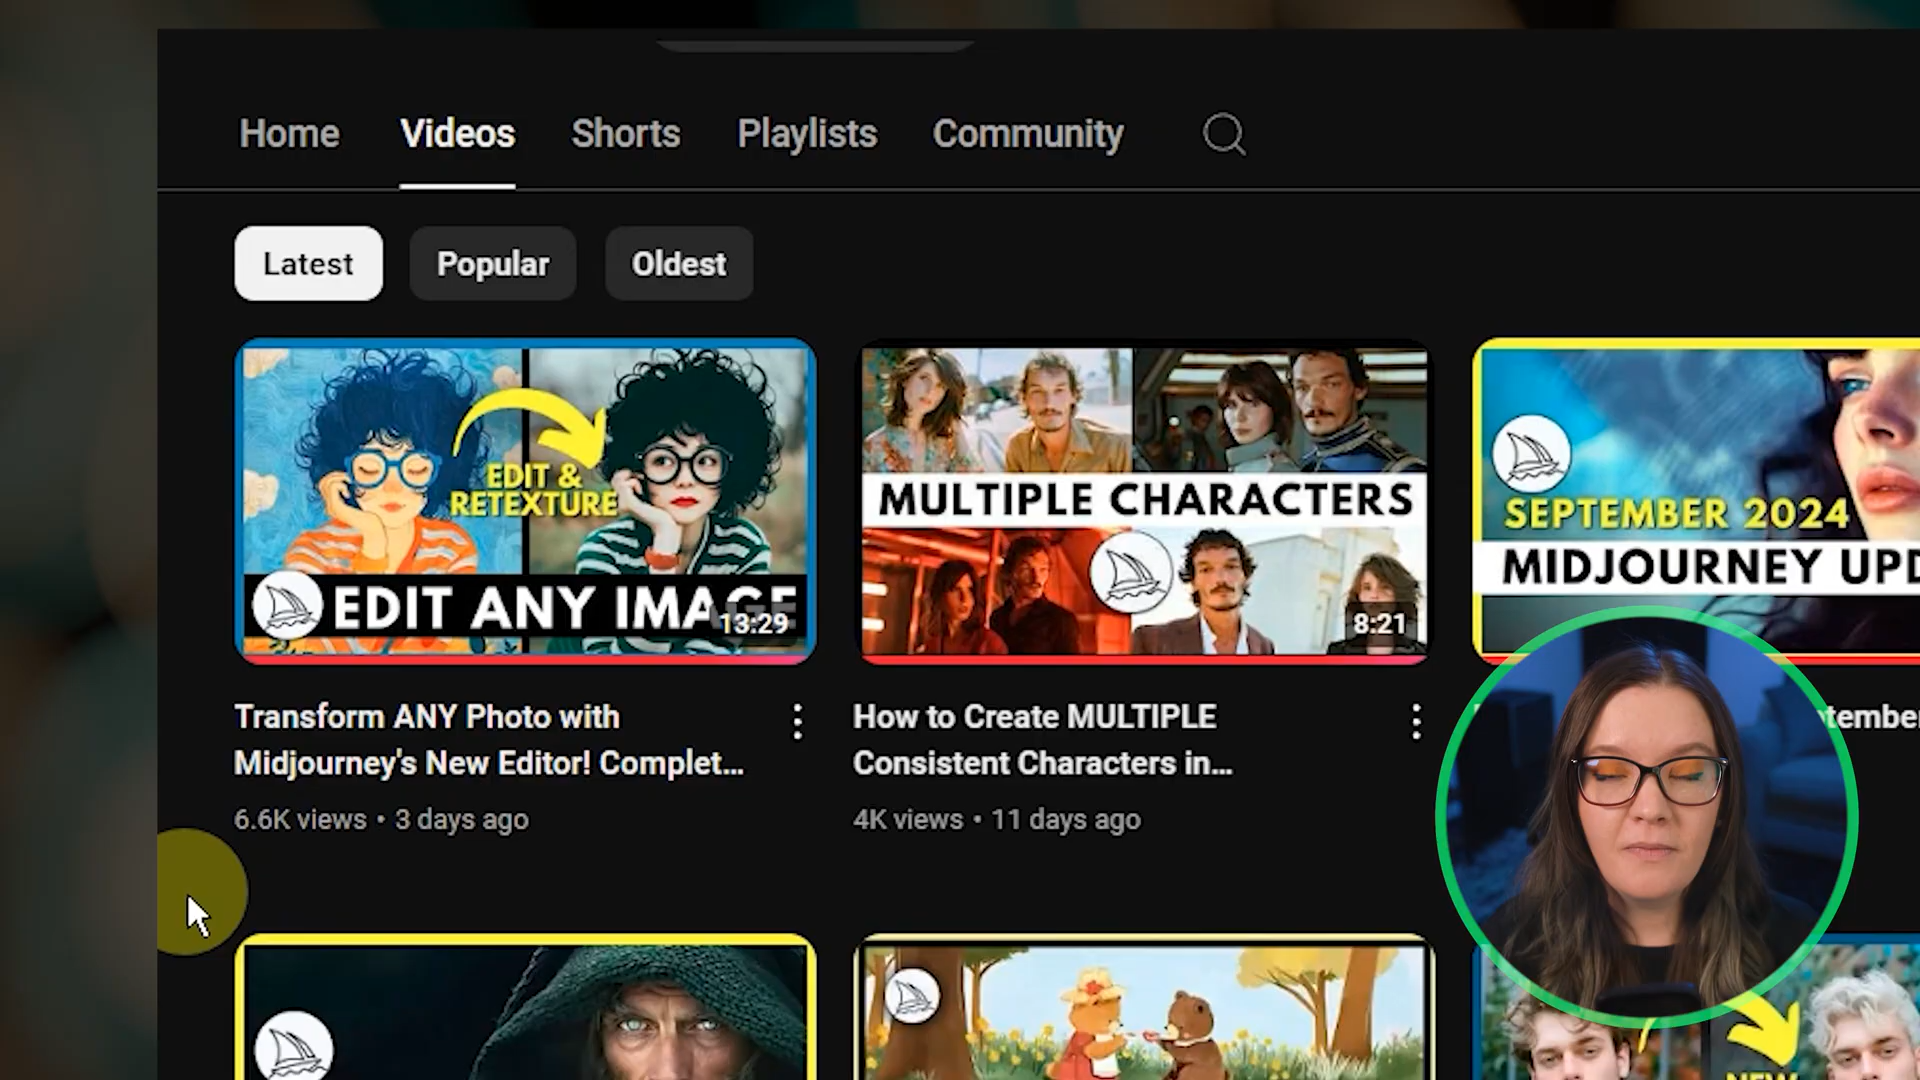 Home Videos Shorts Playlists Community
Latest Popular Oldest
EDIT &
RETEXTURE
EDIT ANY IMAGE
13:29
MULTIPLE CHARACTERS
8:21
SEPTEMBER 2024
MIDJOURNEY UPD
Transform ANY Photo with
Midjourney's New Editor! Complet...
6.6K views • 3 days ago
How to Create MULTIPLE
Consistent Characters in...
4K views • 11 days ago
tember
NEW